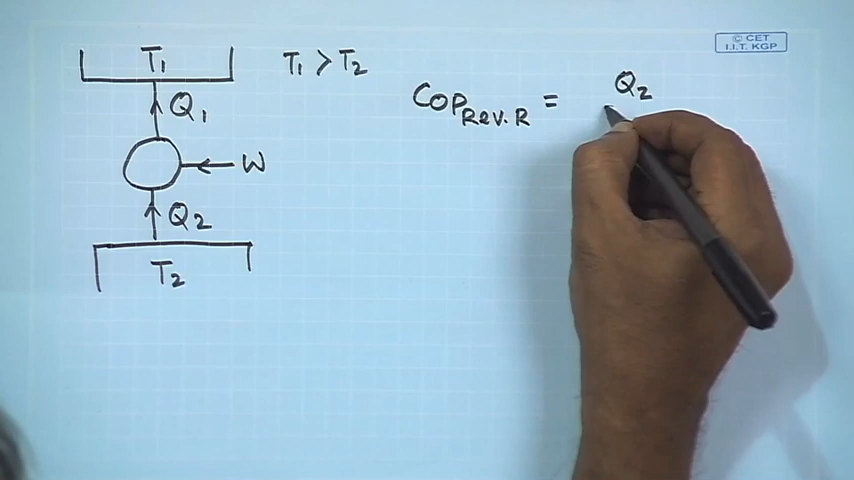 © CET
I.I.T. KGP
T₁
T₁ > T₂
Q₁
W
Q₂
T₂
COP_Rev.R = Q₂